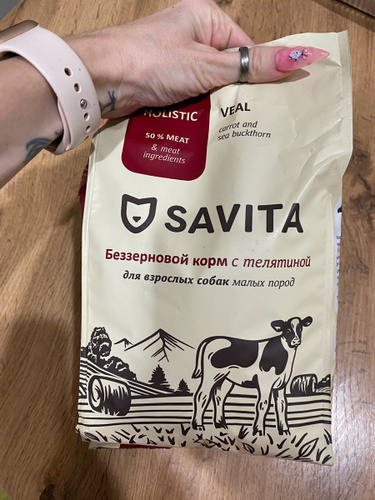 HOLISTIC
50 % MEAT
& meat
ingredients
VEAL
carrot and
sea buckthorn
SAVITA
Беззерновой корм с телятиной
для взрослых собак малых пород